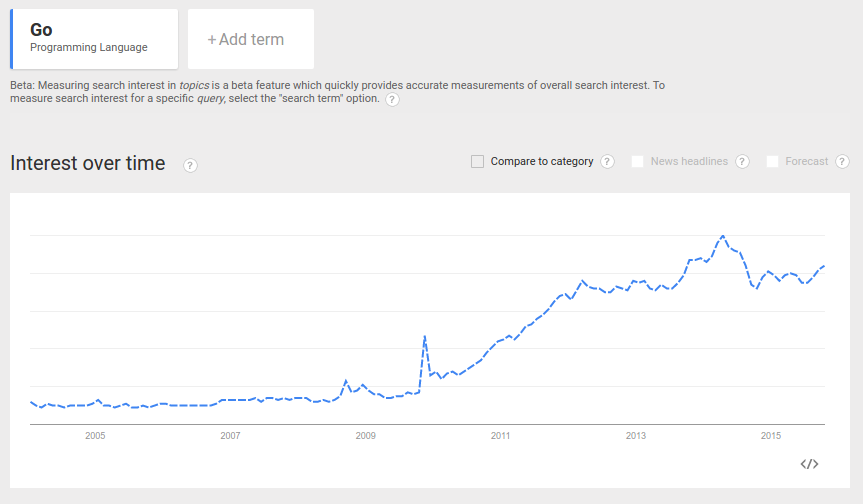 Go
Programming Language
+Add term
Beta: Measuring search interest in topics is a beta feature which quickly provides accurate measurements of overall search interest. To
measure search interest for a specific query, select the "search term" option. ?
Interest over time ?
Compare to category ? News headlines ? Forecast ?
2005 2007 2009 2011 2013 2015
</>